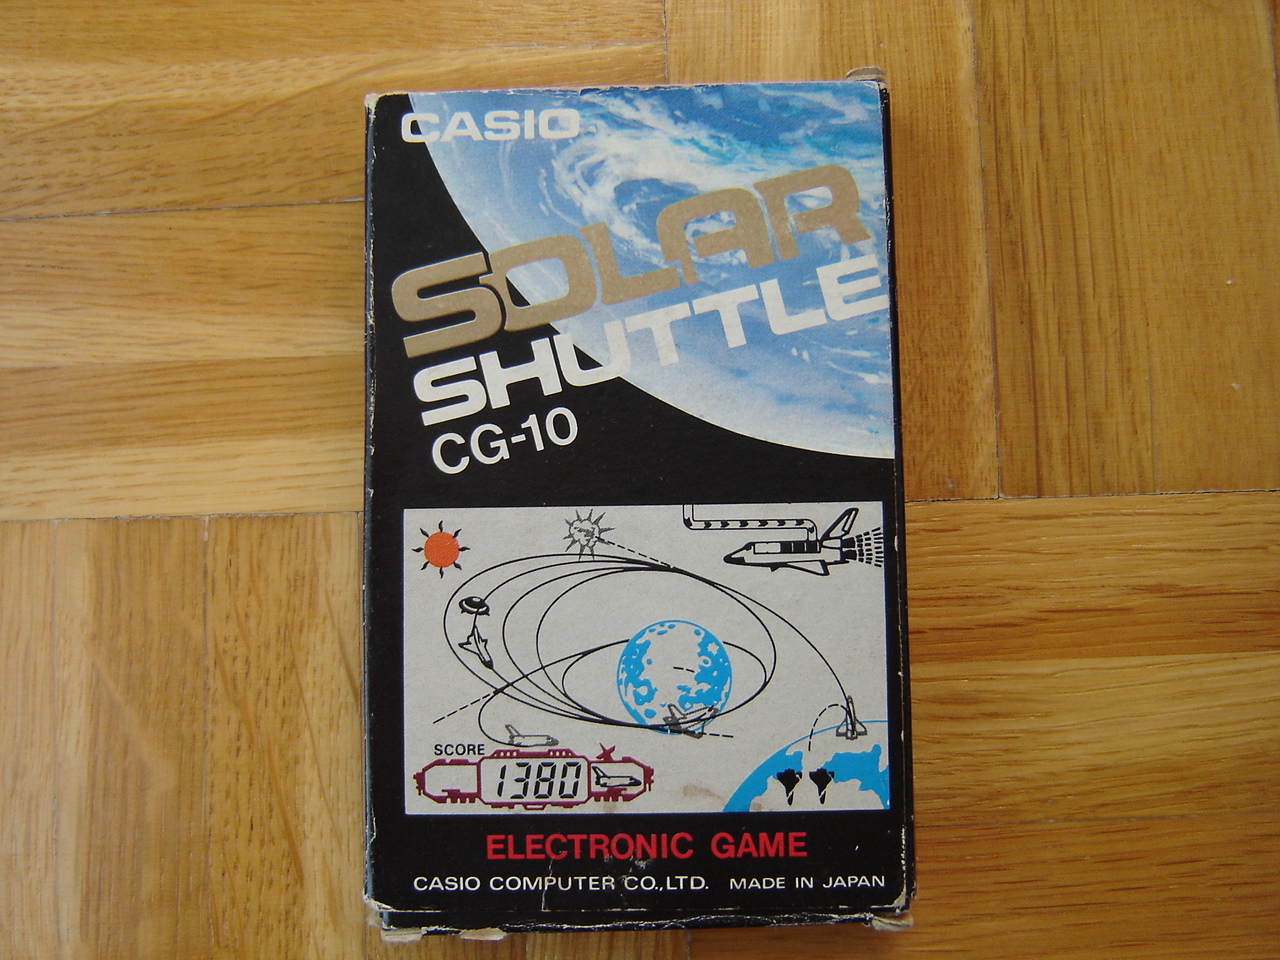 CASIO
SOLAR
SHUTTLE
CG-10
SCORE
1380
ELECTRONIC GAME
CASIO COMPUTER CO.,LTD. MADE IN JAPAN